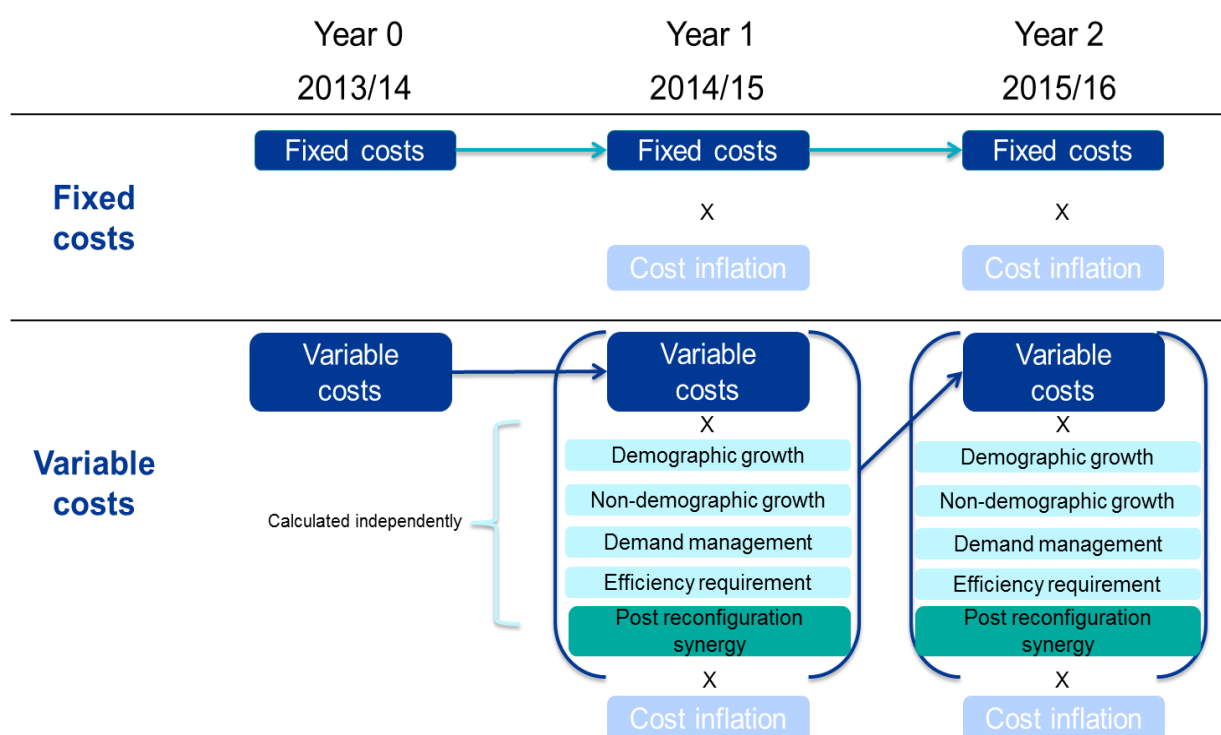 Year 0
Year 1
Year 2
2013/14
2014/15
2015/16
Fixed costs
Fixed costs
Fixed costs
Fixed
costs
X
X
Cost inflation
Cost inflation
Variable
costs
Variable
costs
Variable
costs
X
X
Variable
costs
Calculated independently
Demographic growth
Demographic growth
Non-demographic growth
Non-demographic growth
Demand management
Demand management
Efficiency requirement
Efficiency requirement
Post reconfiguration
synergy
Post reconfiguration
synergy
X
X
Cost inflation
Cost inflation